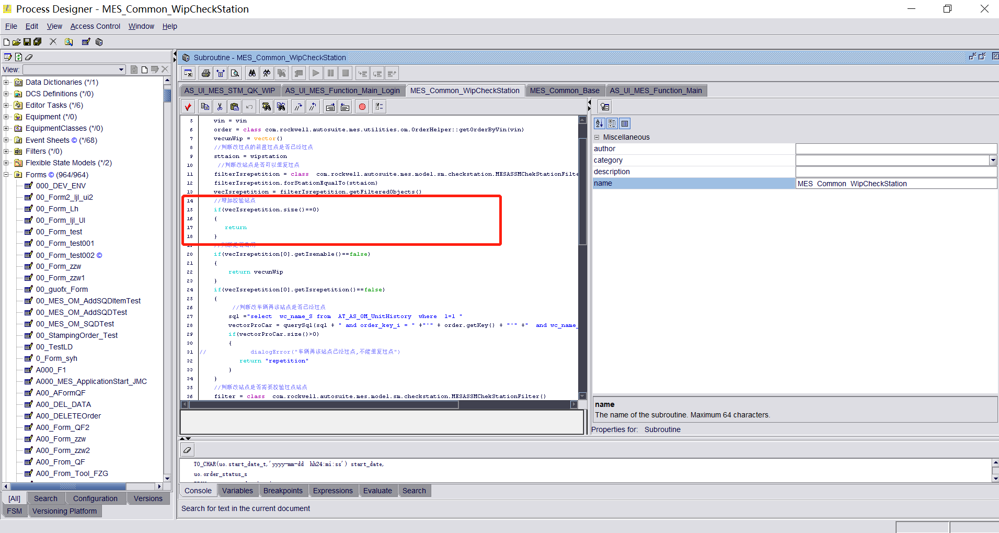 Process Designer - MES_Common_WipCheckStation
File Edit View Access Control Window Help
Subroutine - MES_Common_WipCheckStation
View:
Data Dictionaries (*/1)
DCS Definitions (*/0)
Editor Tasks (*/6)
Equipment (*/0)
EquipmentClasses (*/0)
Event Sheets © (*/68)
Filters (*/0)
Flexible State Models (*/2)
Forms © (964/964)
000_DEV_ENV
00_Form2_ljl_ui2
00_Form_Lh
00_Form_ljl_UI
00_Form_test
00_Form_test001
00_Form_test002 ©
00_Form_zzw
00_Form_zzw1
00_guofx_Form
00_MES_OM_AddSQDItemTest
00_MES_OM_AddSQDTest
00_MES_OM_SQDTest
00_StampingOrder_Test
00_TestLD
0_Form_syh
A000_F1
A000_MES_ApplicationStart_JMC
A00_AFormQF
A00_DEL_DATA
A00_DELETEOrder
A00_Form_QF2
A00_Form_zzw
A00_Form_zzw2
A00_From_QF
A00_From_Tool_FZG
[All] Search Configuration Versions
FSM Versioning Platform
AS_UI_MES_STM_QK_WIP AS_UI_MES_Function_Main_Login MES_Common_WipCheckStation MES_Common_Base AS_UI_MES_Function_Main
5 vin = vin
6 order = class com.rockwell.autosuite.mes.utilities.om.OrderHelper::getOrderByVin(vin)
7 vecunWip = vector()
8 //判断改过点的前置过点是否已经过点
9 sttaion = wipstation
10 //判断改站点是否可以重复过点
11 filterIsrepetition = class com.rockwell.autosuite.mes.model.sm.checkstation.MESASSMChekStationFilte
12 filterIsrepetition.forStationEqualTo(sttaion)
13 vecIsrepetition = filterIsrepetition.getFilteredObjects()
14 //增加校验站点
15 if(vecIsrepetition.size()==0)
16 {
17 return
18 }
//判断是否启用
20 if(vecIsrepetition[0].getIsenable()==false)
21 {
22 return vecunWip
23 }
24 if(vecIsrepetition[0].getIsrepetition()==false)
25 {
26 //判断改车辆再该站点是否已经过点
27 sql ="select wc_name_S from AT_AS_OM_UnitHistory where 1=1 "
28 vectorProCar = querySql(sql + " and order_key_i = " +"'" + order.getKey() + "'" +" and wc_name_
29 if(vectorProCar.size()>0)
30 {
31 // dialogError("车辆再该站点已经过点,不能重复过点")
32 return "repetition"
33 }
34 }
35 //判断改站点是否需要校验过点站点
36 filter = class com.rockwell.autosuite.mes.model.sm.checkstation.MESASSMChekStationFilter()
Miscellaneous
author
category
description
name MES_Common_WipCheckStation
name
The name of the subroutine. Maximum 64 characters.
Properties for: Subroutine
TO_CHAR(uo.start_date_t,'yyyy-mm-dd hh24:mi:ss') start_date,
uo.order_status_s
Console Variables Breakpoints Expressions Evaluate Search
Search for text in the current document